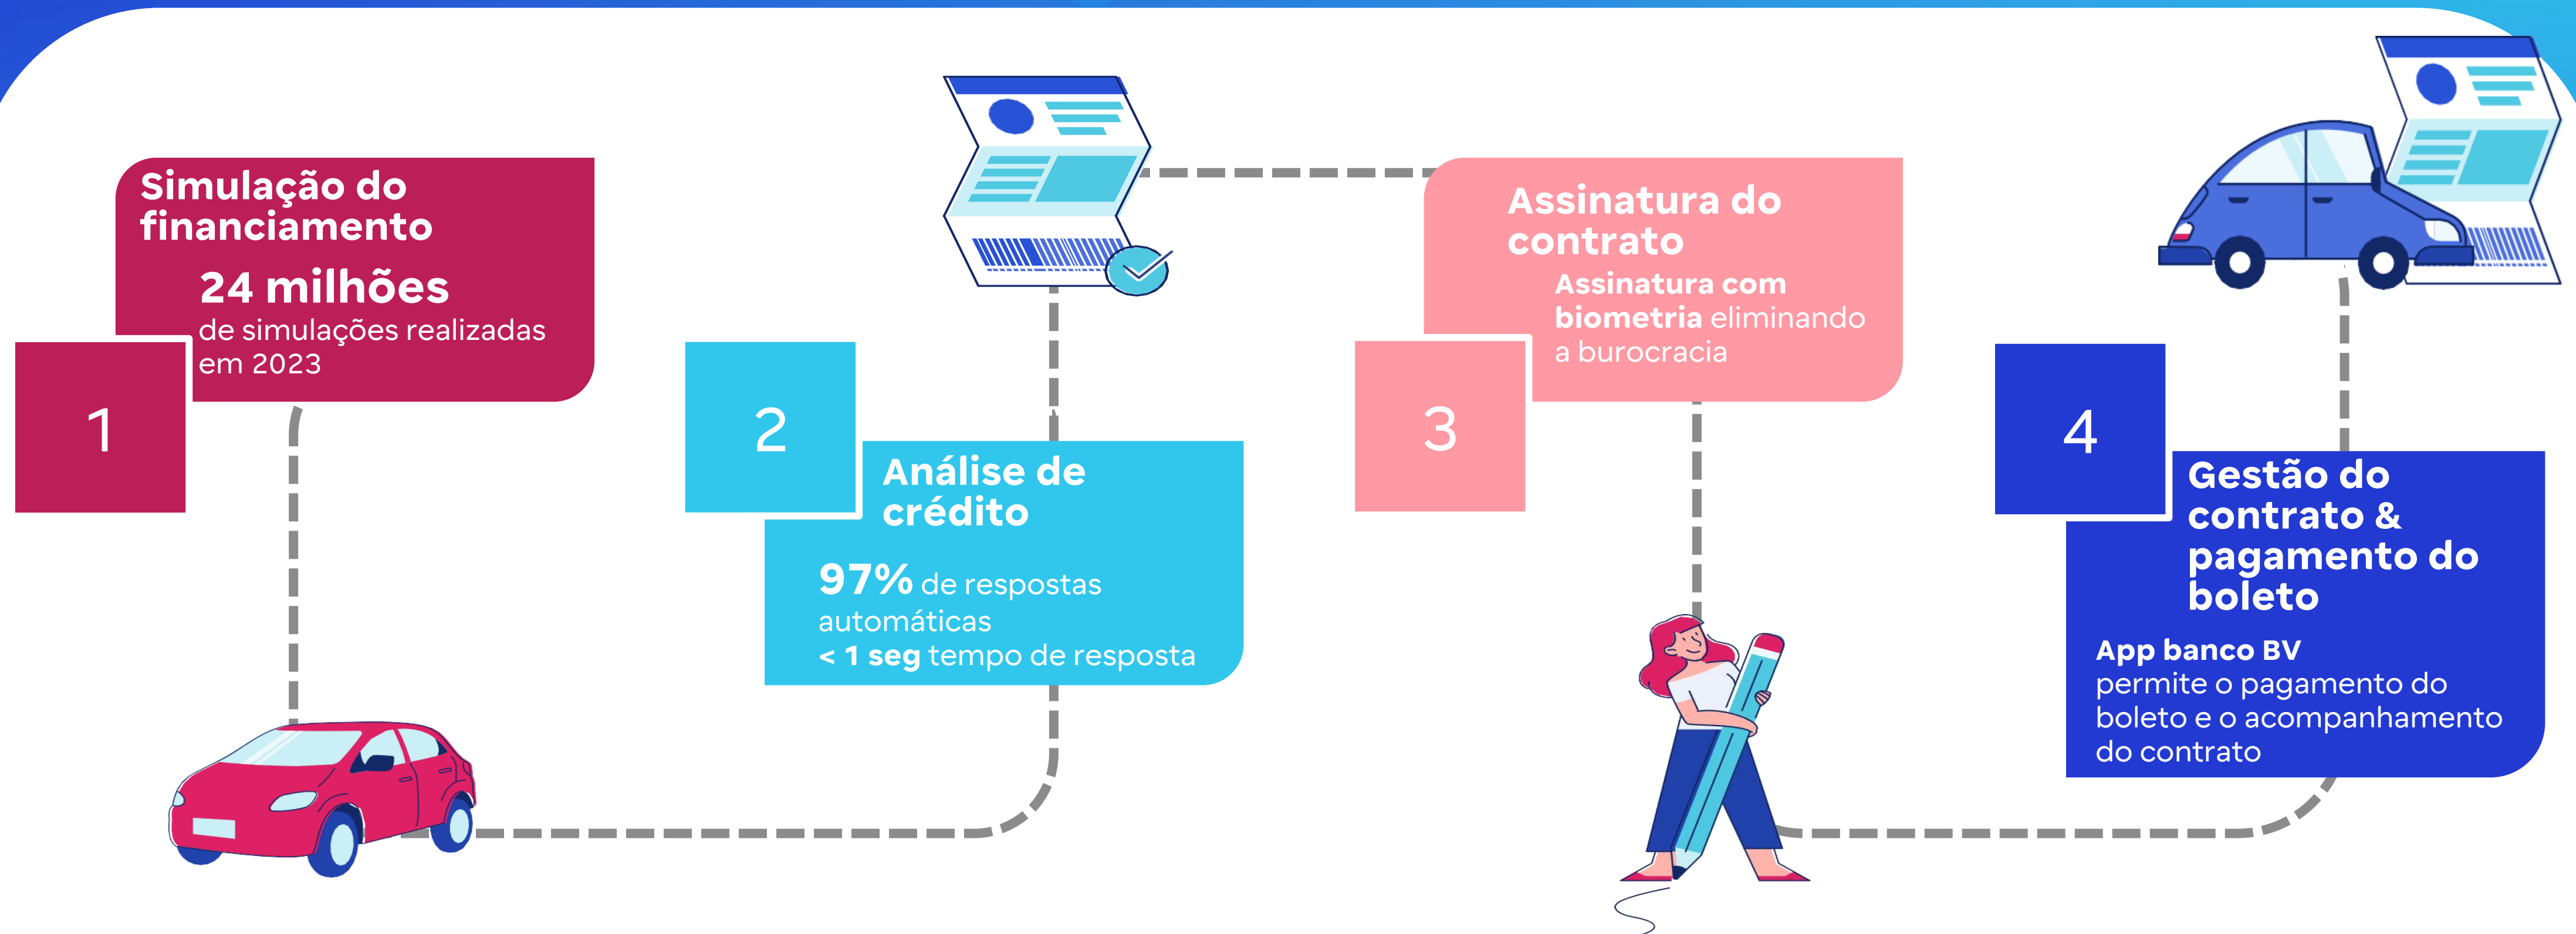 Simulação do
financiamento
24 milhões
de simulações realizadas
em 2023
1
2
Análise de
crédito
97% de respostas
automáticas
< 1 seg tempo de resposta
Assinatura do
contrato
Assinatura com
biometria eliminando
a burocracia
3
4
Gestão do
contrato &
pagamento do
boleto
App banco BV
permite o pagamento do
boleto e o acompanhamento
do contrato